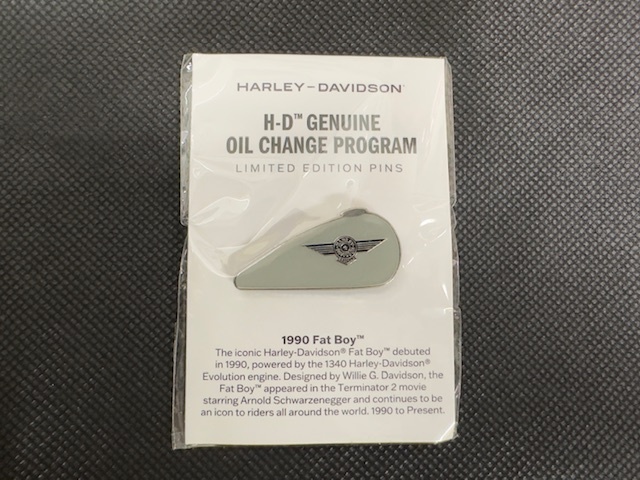 HARLEY-DAVIDSON®
H-D™ GENUINE
OIL CHANGE PROGRAM
LIMITED EDITION PINS
1990 Fat Boy™
The iconic Harley-Davidson® Fat Boy™ debuted
in 1990, powered by the 1340 Harley-Davidson®
Evolution engine. Designed by Willie G. Davidson, the
Fat Boy™ appeared in the Terminator 2 movie
starring Arnold Schwarzenegger and continues to be
an icon to riders all around the world. 1990 to Present.